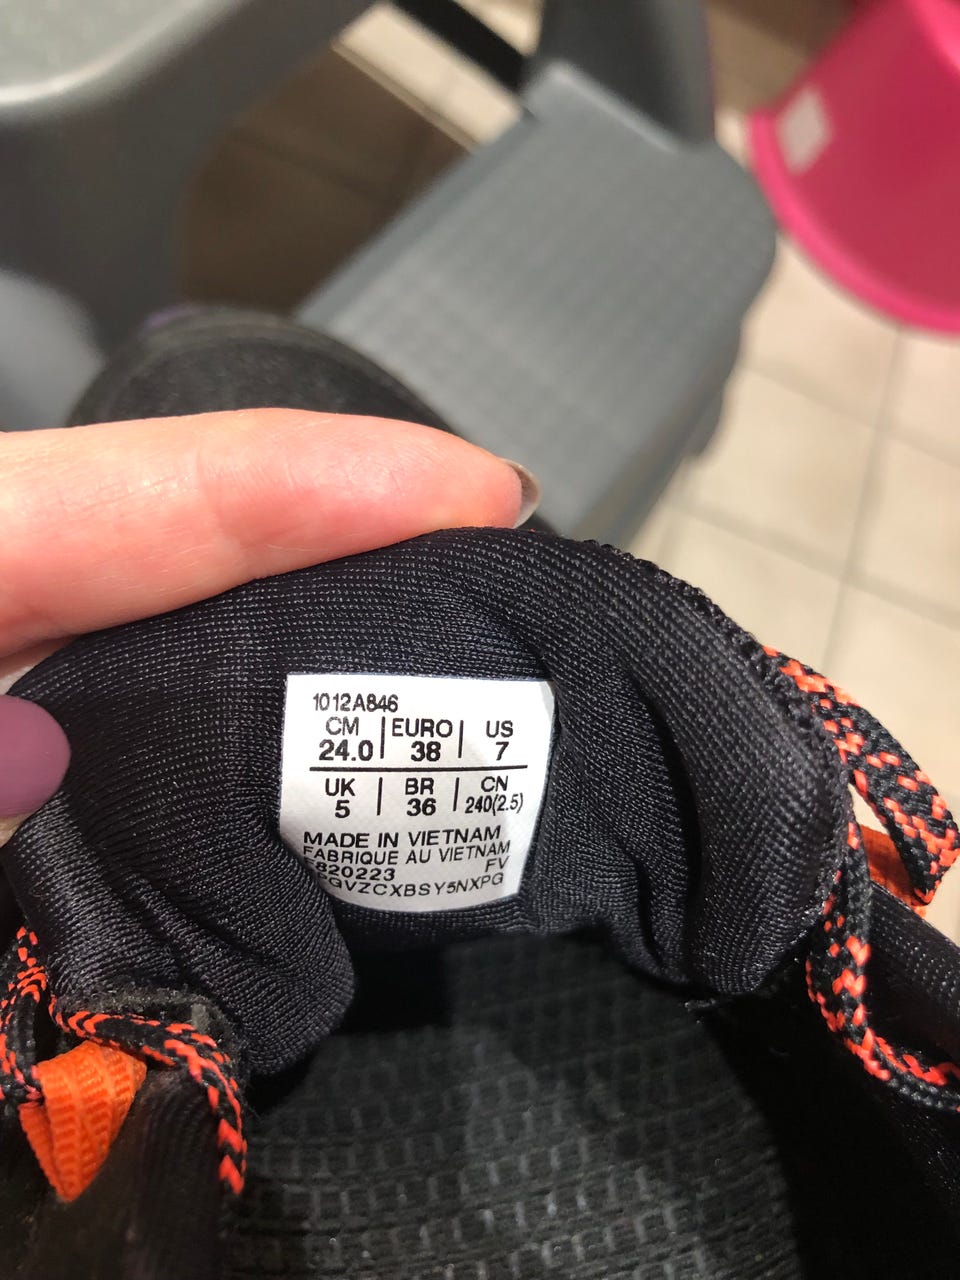 1012A846
CM | EURO | US
24.0 | 38 | 7
UK | BR | CN
5 | 36 | 240(2.5)
MADE IN VIETNAM
FABRIQUE AU VIETNAM
FV